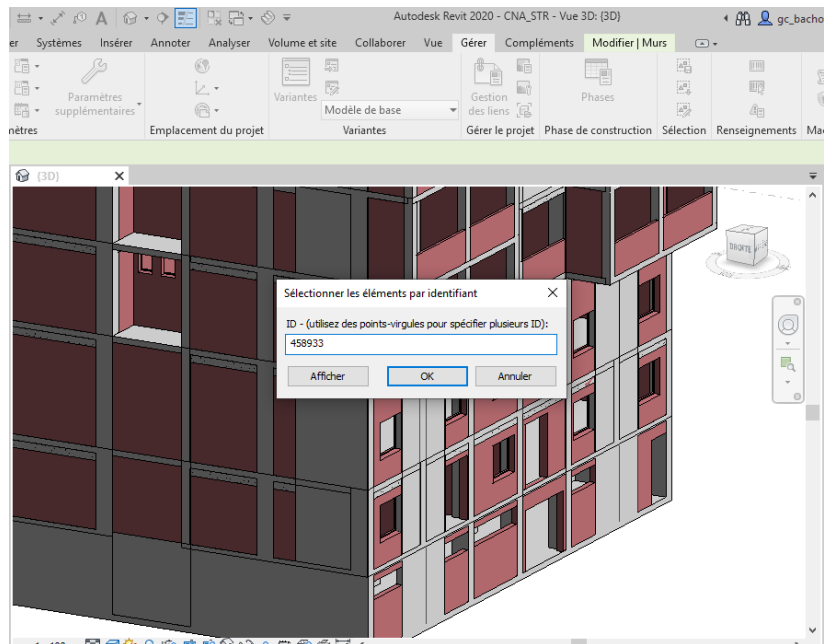 Autodesk Revit 2020 - CNA_STR - Vue 3D: {3D}
gc_bacho
er Systèmes Insérer Annoter Analyser Volume et site Collaborer Vue Gérer Compléments Modifier | Murs
Paramètres
supplémentaires
Variantes
Modèle de base
Gestion
des liens
Phases
nètres Emplacement du projet Variantes Gérer le projet Phase de construction Sélection Renseignements Mac
{3D}
DROITE
Sélectionner les éléments par identifiant
ID - (utilisez des points-virgules pour spécifier plusieurs ID):
458933
Afficher OK Annuler